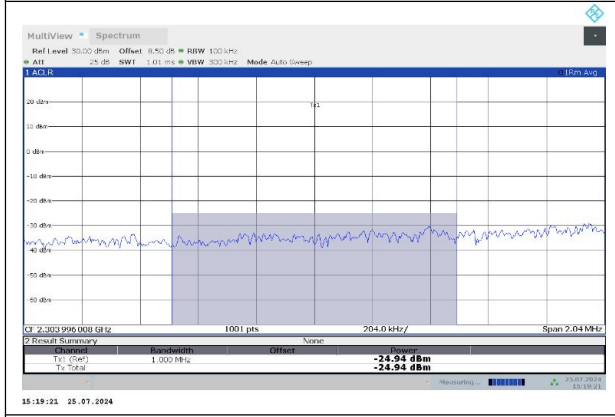 MultiView Spectrum
Ref Level 30.00 dBm Offset 8.50 dB RBW 100 kHz
Att 25 dB SWT 1.01 ms VBW 300 kHz Mode Auto Sweep
1 ACLR 1Rm Avg
20 dBm
Tx1
10 dBm
0 dBm
-10 dBm
-20 dBm
-30 dBm
-40 dBm
-50 dBm
-60 dBm
CF 2.303996008 GHz 1001 pts 204.0 kHz/ Span 2.04 MHz
2 Result Summary None
Channel Bandwidth Offset Power
Tx1 (Ref) 1.000 MHz -24.94 dBm
Tx Total -24.94 dBm
Measuring... 25.07.2024
15:19:21
15:19:21 25.07.2024